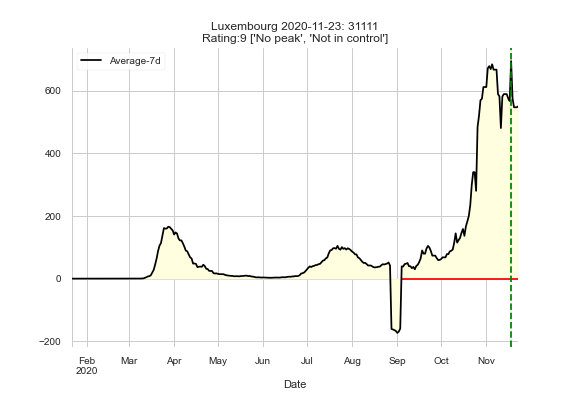 Luxembourg 2020-11-23: 31111
Rating:9 ['No peak', 'Not in control']
Average-7d
600
400
200
0
−200
Feb Mar Apr May Jun Jul Aug Sep Oct Nov
2020
Date